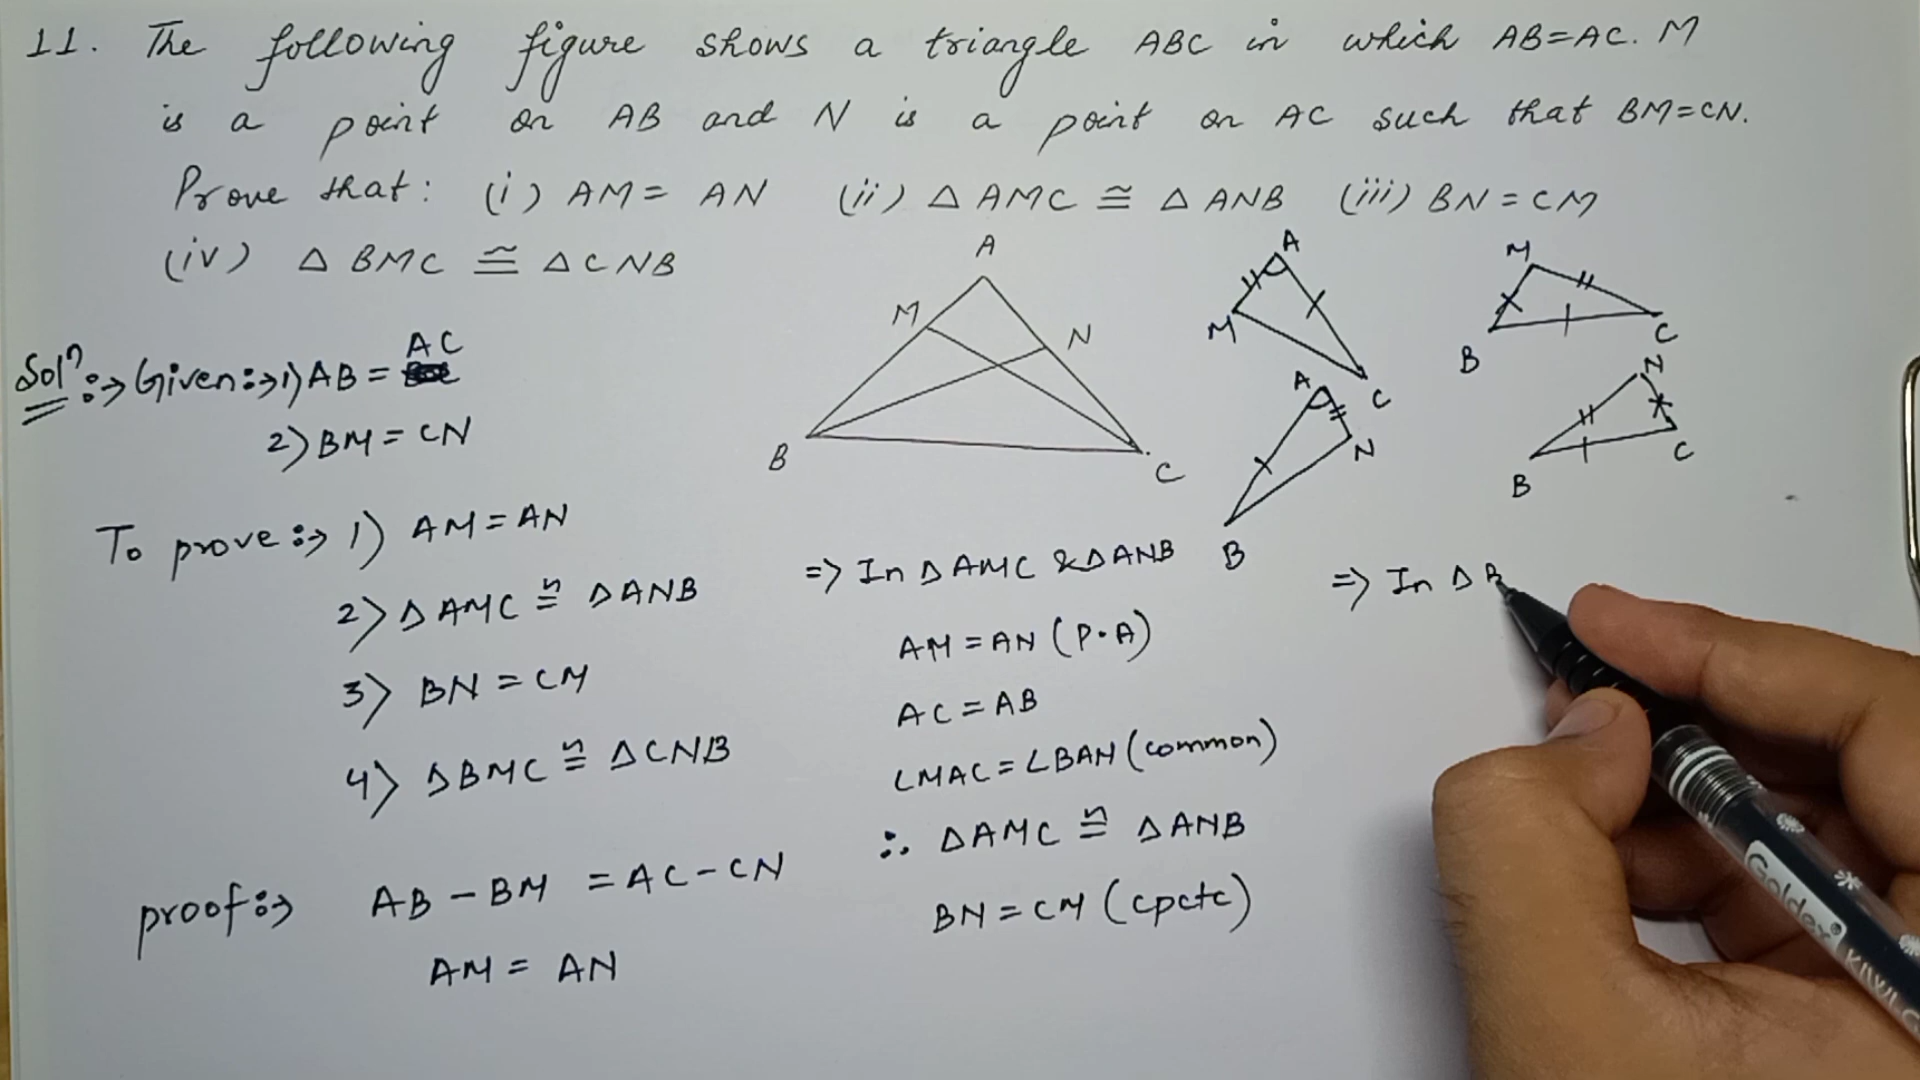 11. The following figure shows a triangle ABC in which AB=AC. M
is a point on AB and N is a point on AC such that BM=CN.
Prove that: (i) AM = AN (ii) △ AMC ≅ △ ANB (iii) BN = CM
(iv) △ BMC ≅ △ CNB
A
M
N
B
C
A
M
C
A
N
B
M
B
C
N
B
C
Solⁿ :→ Given :→ 1) AB = AC
2) BM = CN
To prove :→ 1) AM = AN
2) △ AMC ≅ △ ANB
3) BN = CM
4) △ BMC ≅ △ CNB
proof :→ AB - BM = AC - CN
AM = AN
=> In △ AMC & △ ANB
AM = AN (P.A)
AC = AB
∠MAC = ∠BAN (common)
∴ △ AMC ≅ △ ANB
BN = CM (cpctc)
=> In △ B
Goldex KIWI